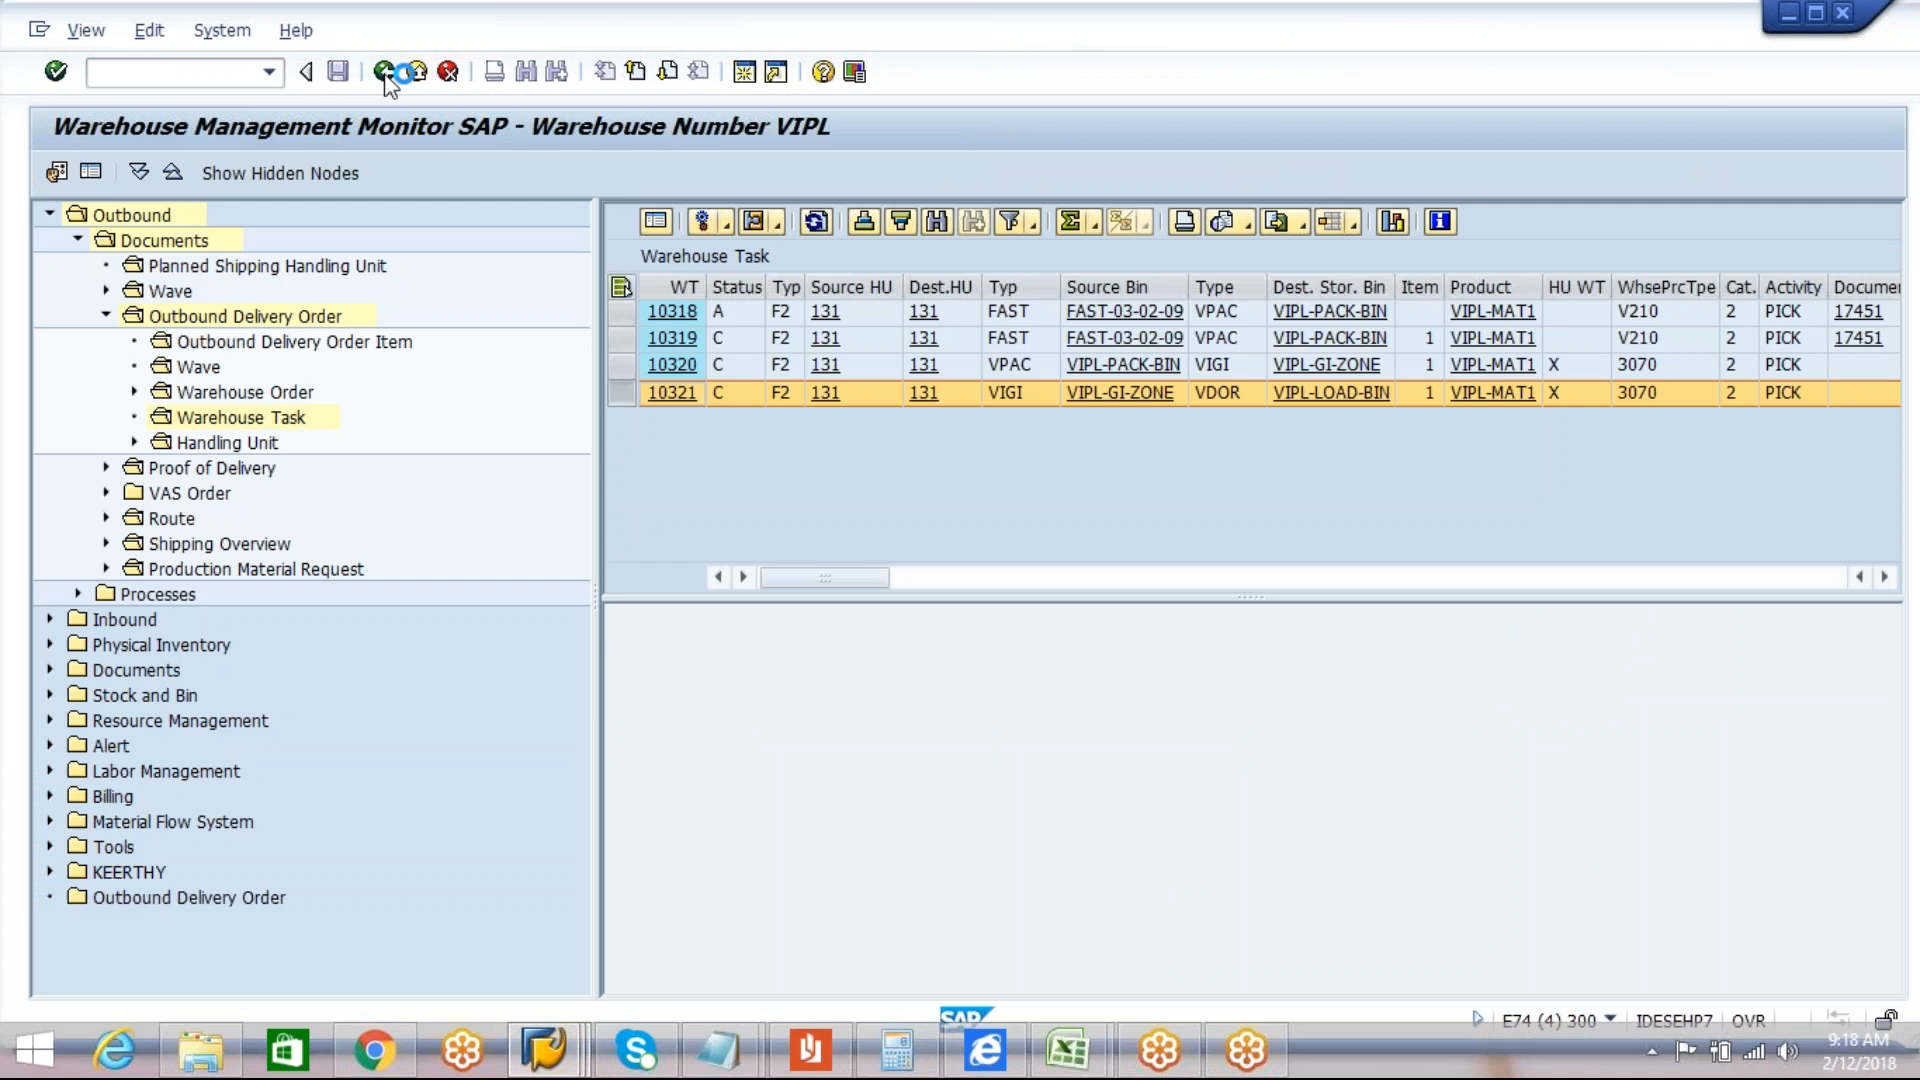 View Edit System Help
Warehouse Management Monitor SAP - Warehouse Number VIPL
Show Hidden Nodes
Outbound
Documents
Planned Shipping Handling Unit
Wave
Outbound Delivery Order
Outbound Delivery Order Item
Wave
Warehouse Order
Warehouse Task
Handling Unit
Proof of Delivery
VAS Order
Route
Shipping Overview
Production Material Request
Processes
Inbound
Physical Inventory
Documents
Stock and Bin
Resource Management
Alert
Labor Management
Billing
Material Flow System
Tools
KEERTHY
Outbound Delivery Order
Warehouse Task
WT Status Typ Source HU Dest.HU Typ Source Bin Type Dest. Stor. Bin Item Product HU WT WhsePrcTpe Cat. Activity Documen
10318 A F2 131 131 FAST FAST-03-02-09 VPAC VIPL-PACK-BIN VIPL-MAT1 V210 2 PICK 17451
10319 C F2 131 131 FAST FAST-03-02-09 VPAC VIPL-PACK-BIN 1 VIPL-MAT1 V210 2 PICK 17451
10320 C F2 131 131 VPAC VIPL-PACK-BIN VIGI VIPL-GI-ZONE 1 VIPL-MAT1 X 3070 2 PICK
10321 C F2 131 131 VIGI VIPL-GI-ZONE VDOR VIPL-LOAD-BIN 1 VIPL-MAT1 X 3070 2 PICK
SAP
E74 (4) 300 IDESEHP7 OVR
9:18 AM
2/12/2018